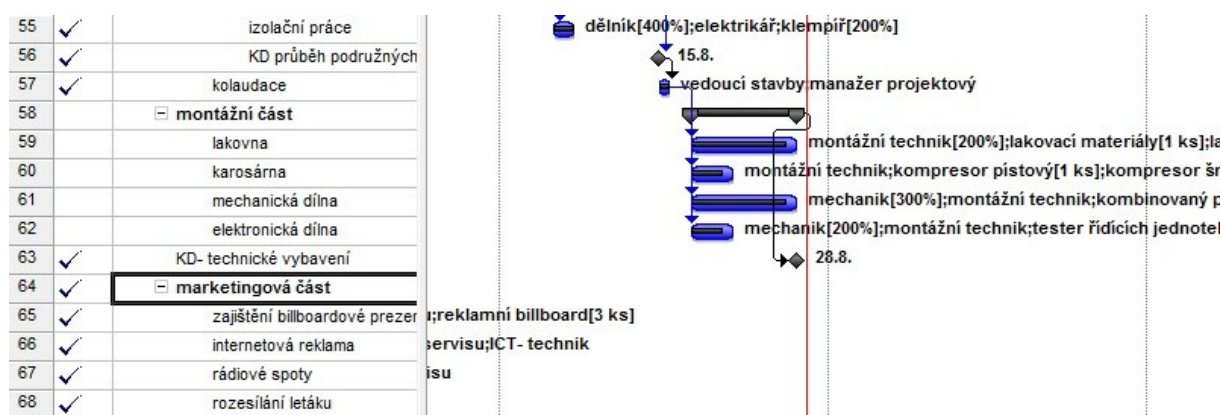 55 izolační práce dělník[400%];elektrikář;klempíř[200%]
56 KD průběh podružných 15.8.
57 kolaudace vedoucí stavby;manažer projektový
58 montážní část
59 lakovna montážní technik[200%];lakovací materiály[1 ks];la
60 karosárna montážní technik;kompresor pístový[1 ks];kompresor šr
61 mechanická dílna mechanik[300%];montážní technik;kombinovaný p
62 elektronická dílna mechanik[200%];montážní technik;tester řídících jednotel
63 KD- technické vybavení 28.8.
64 marketingová část
65 zajištění billboardové prezen ;reklamní billboard[3 ks]
66 internetová reklama servisu;ICT- technik
67 rádiové spoty isu
68 rozesílání letáku